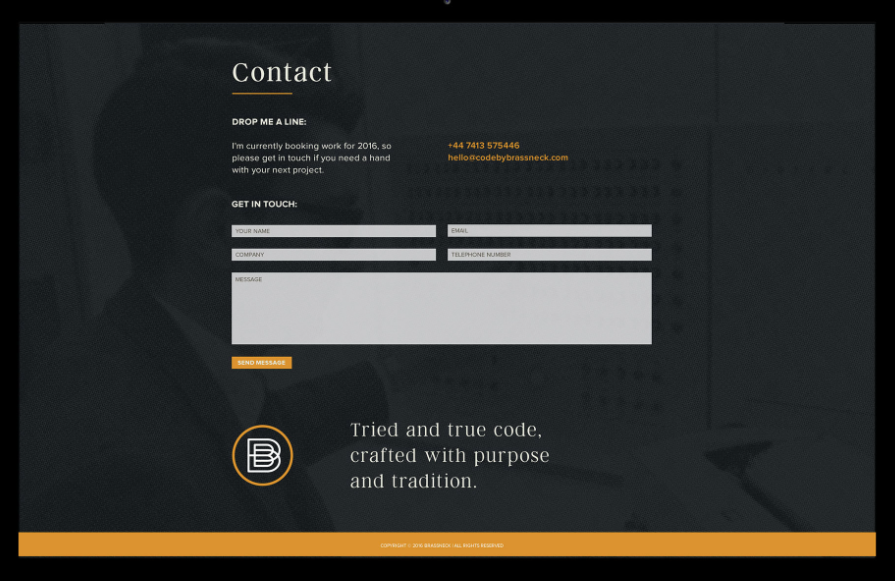 Contact
DROP ME A LINE:
I'm currently booking work for 2016, so
please get in touch if you need a hand
with your next project.
+44 7413 575446
hello@codebybrassneck.com
GET IN TOUCH:
YOUR NAME
EMAIL
COMPANY
TELEPHONE NUMBER
MESSAGE
SEND MESSAGE
B
Tried and true code,
crafted with purpose
and tradition.
COPYRIGHT | 2016 BRASSNECK | ALL RIGHTS RESERVED